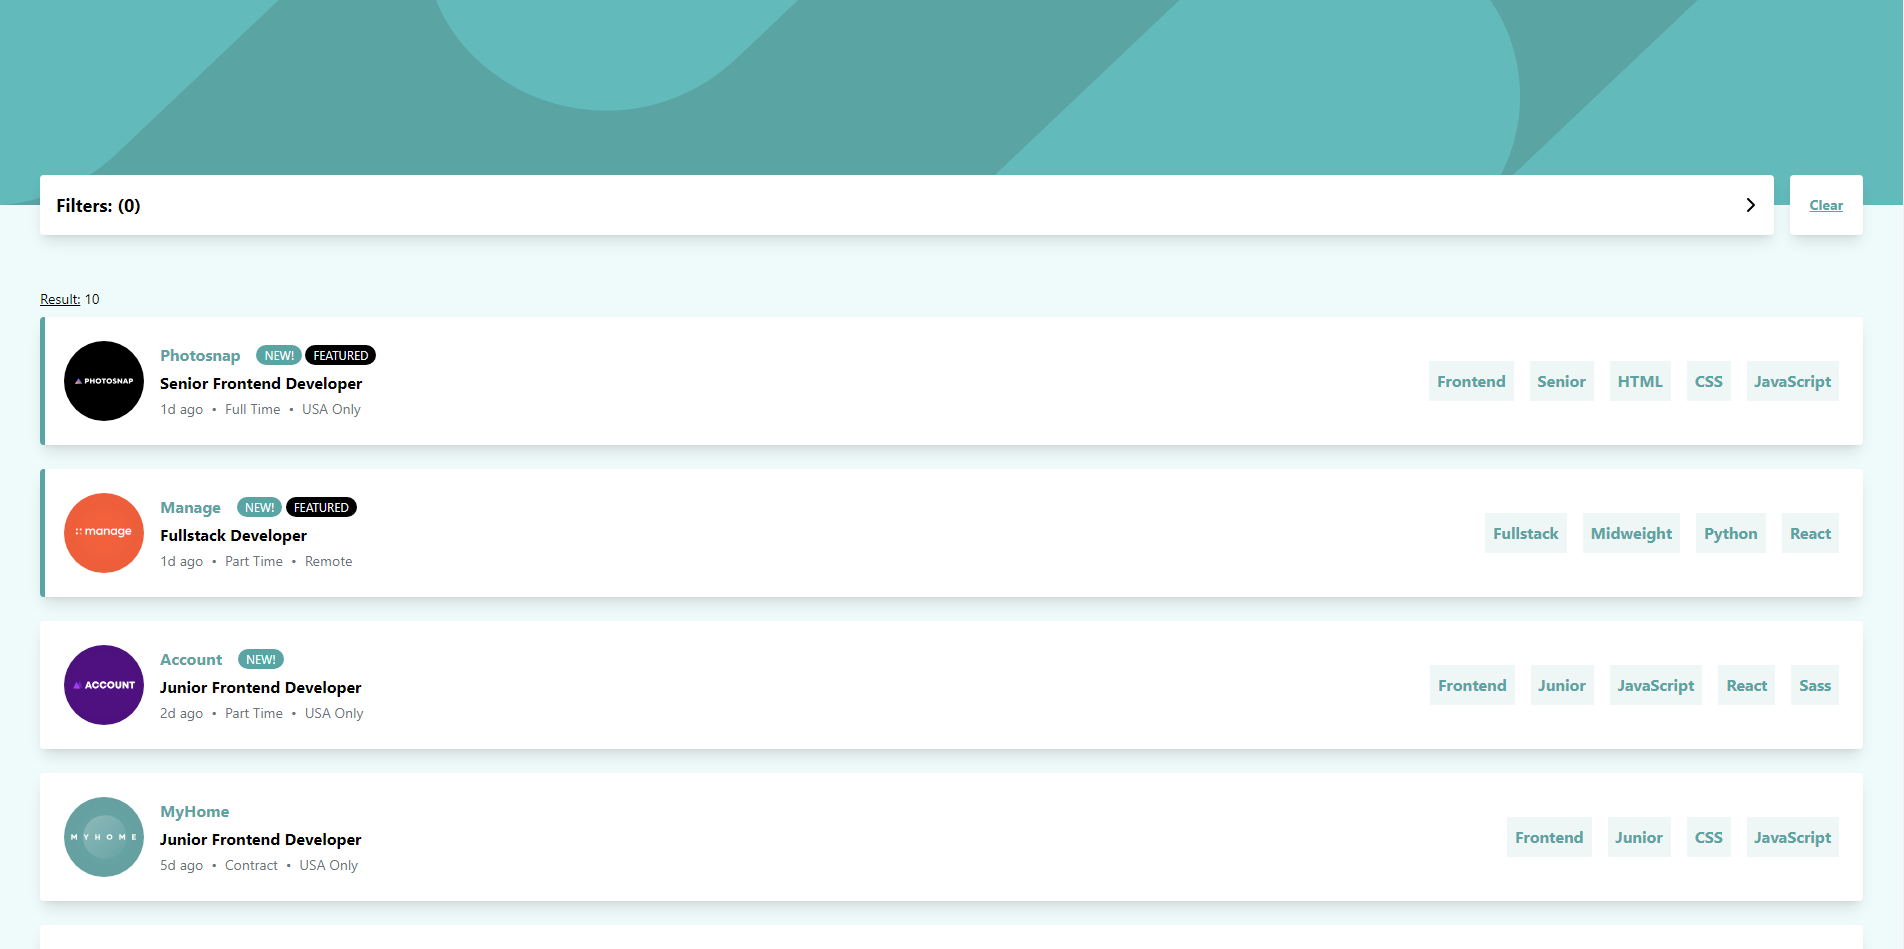 Filters: (0)
Clear
Result: 10
PHOTOSNAP
Photosnap NEW! FEATURED
Senior Frontend Developer
1d ago • Full Time • USA Only
Frontend Senior HTML CSS JavaScript
manage
Manage NEW! FEATURED
Fullstack Developer
1d ago • Part Time • Remote
Fullstack Midweight Python React
ACCOUNT
Account NEW!
Junior Frontend Developer
2d ago • Part Time • USA Only
Frontend Junior JavaScript React Sass
MYHOME
MyHome
Junior Frontend Developer
5d ago • Contract • USA Only
Frontend Junior CSS JavaScript